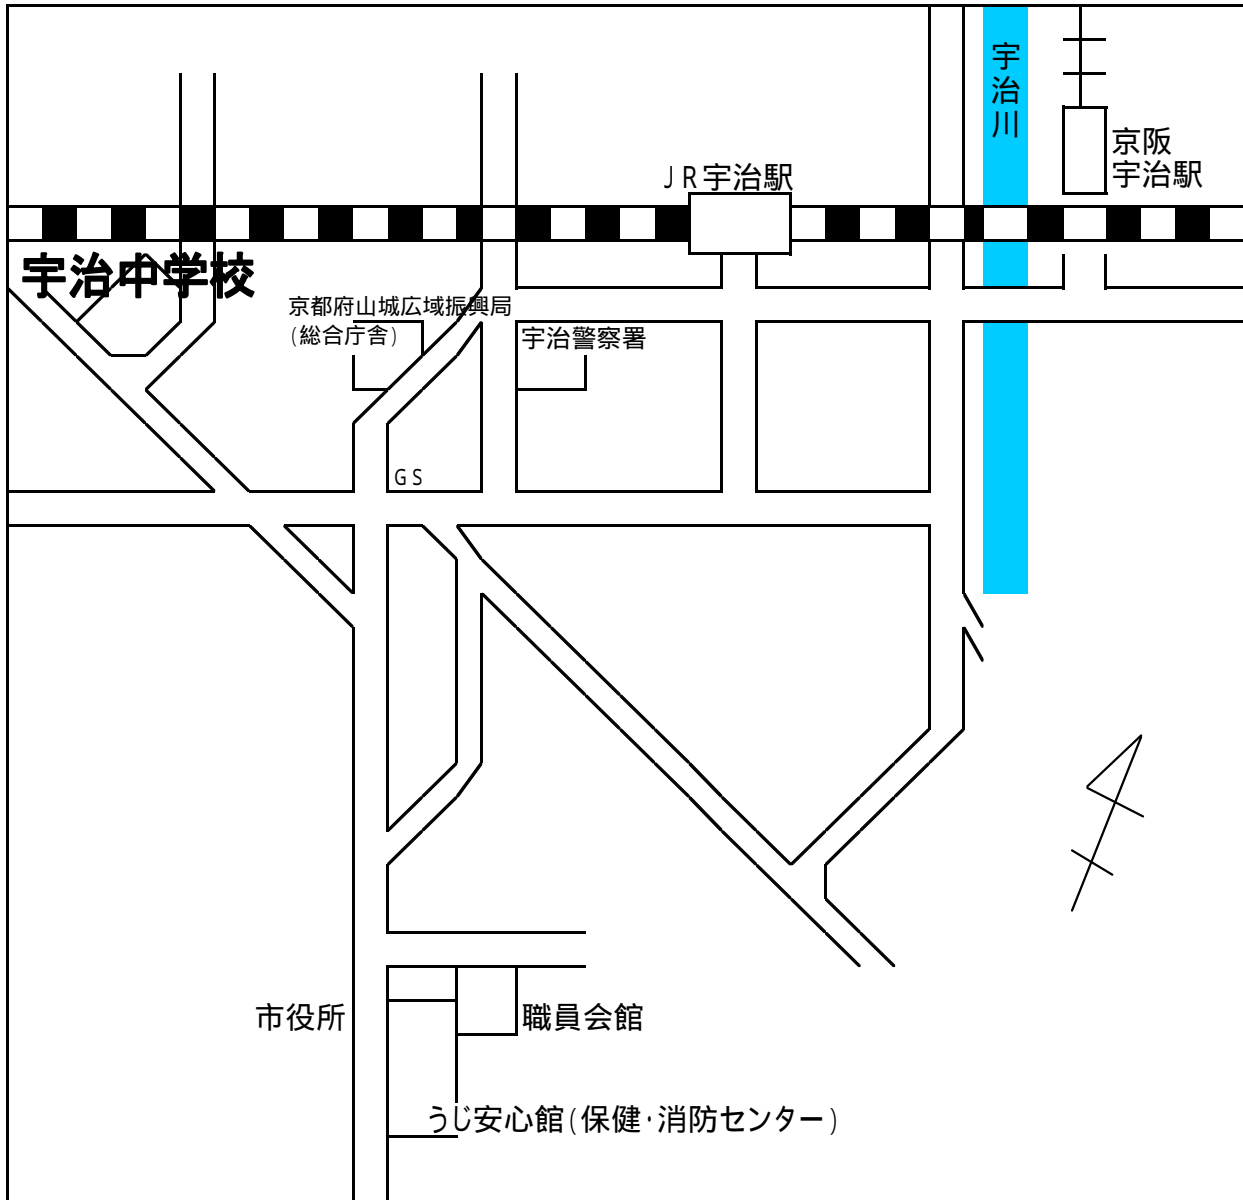 宇治川
京阪
宇治駅
JR宇治駅
宇治中学校
京都府山城広域振興局
(総合庁舎)
宇治警察署
GS
市役所
職員会館
うじ安心館(保健・消防センター)